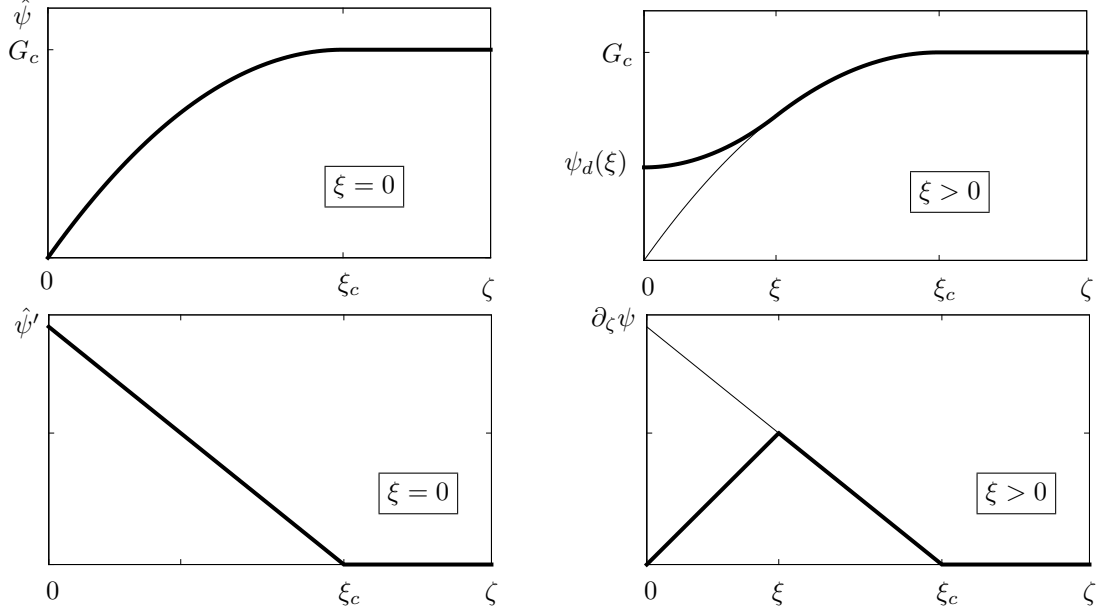 ψ̂
G_c
ξ = 0
0 ξ_c ζ
G_c
ψ_d(ξ)
ξ > 0
0 ξ ξ_c ζ
ψ̂′
ξ = 0
0 ξ_c ζ
∂_ζψ
ξ > 0
0 ξ ξ_c ζ